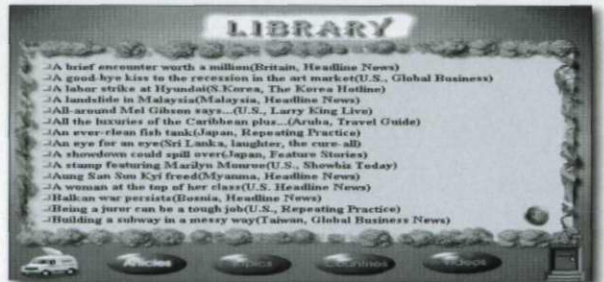 LIBRARY
A brief encounter worth a million(Britain, Headline News)
A good-bye kiss to the recession in the art market(U.S., Global Business)
A labor strike at Hyundai(S.Korea, The Korea Hotline)
A landslide in Malaysia(Malaysia, Headline News)
All-around Mel Gibson says...(U.S., Larry King Live)
All the luxuries of the Caribbean plus...(Aruba, Travel Guide)
An ever-clean fish tank(Japan, Repeating Practice)
An eye for an eye(Sri Lanka, laughter, the cure-all)
A showdown could spill over(Japan, Feature Stories)
A stamp featuring Marilyn Monroe(U.S., Showbiz Today)
Aung San Suu Kyi freed(Myanma, Headline News)
A woman at the top of her class(U.S. Headline News)
Balkan war persists(Bosnia, Headline News)
Being a juror can be a tough job(U.S., Repeating Practice)
Building a subway in a messy way(Taiwan, Global Business News)
Articles Topics Countries Videos